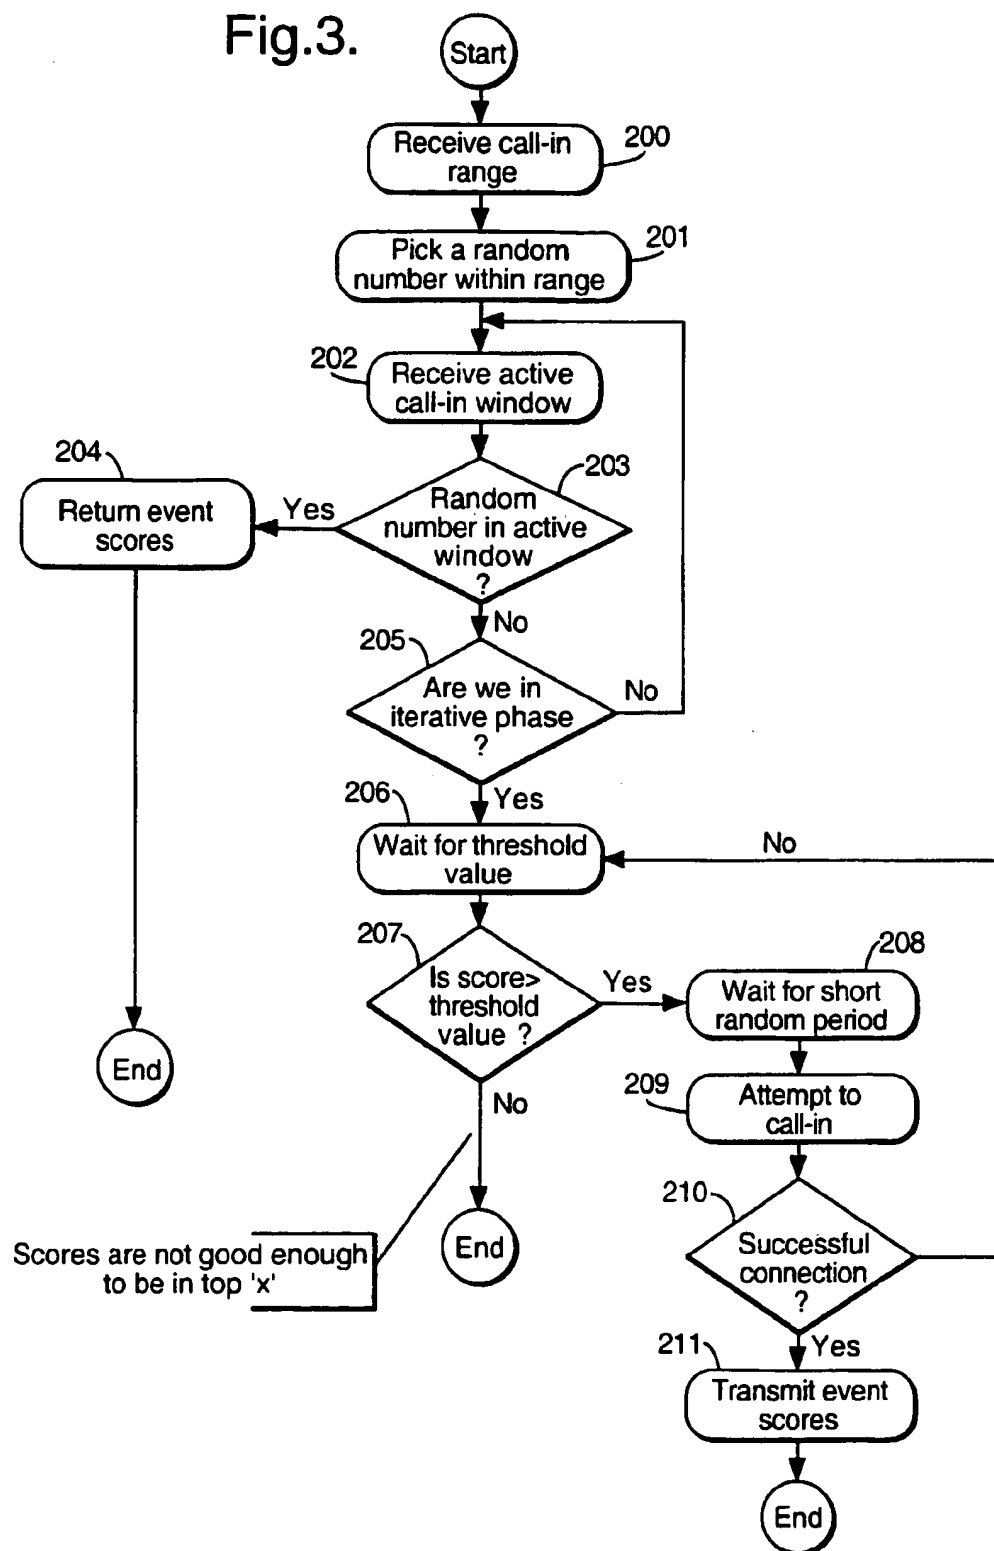 Fig.3.
Start
Receive call-in
range
200
Pick a random
number within range
201
202
Receive active
call-in window
203
Random
number in active
window
?
Yes
204
Return event
scores
No
205
Are we in
iterative phase
?
No
Yes
206
Wait for threshold
value
No
207
Is score>
threshold
value ?
Yes
208
Wait for short
random period
End
No
209
Attempt to
call-in
210
Successful
connection
?
Scores are not good enough
to be in top 'x'
End
Yes
211
Transmit event
scores
End